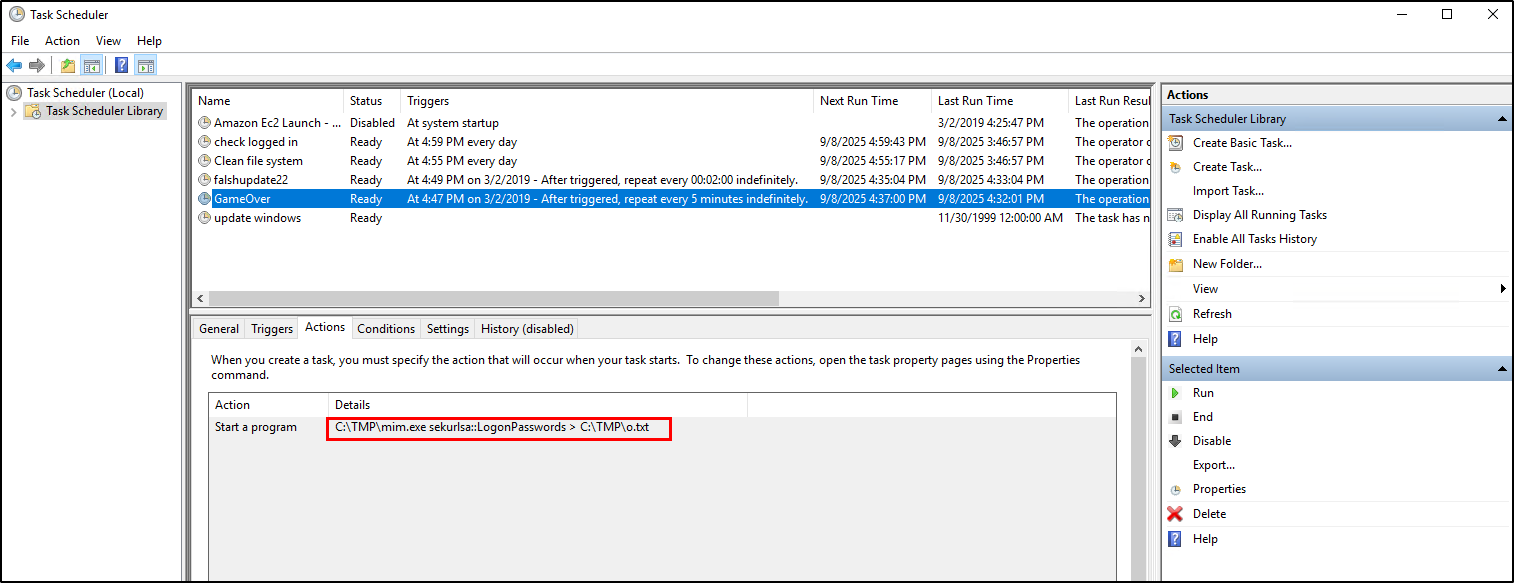 Task Scheduler
File Action View Help
Task Scheduler (Local)
Task Scheduler Library
Name Status Triggers Next Run Time Last Run Time Last Run Resul
Amazon Ec2 Launch - ... Disabled At system startup 3/2/2019 4:25:47 PM The operation
check logged in Ready At 4:59 PM every day 9/8/2025 4:59:43 PM 9/8/2025 3:46:57 PM The operator o
Clean file system Ready At 4:55 PM every day 9/8/2025 4:55:17 PM 9/8/2025 3:46:57 PM The operator o
falshupdate22 Ready At 4:49 PM on 3/2/2019 - After triggered, repeat every 00:02:00 indefinitely. 9/8/2025 4:35:04 PM 9/8/2025 4:33:04 PM The operation
GameOver Ready At 4:47 PM on 3/2/2019 - After triggered, repeat every 5 minutes indefinitely. 9/8/2025 4:37:00 PM 9/8/2025 4:32:01 PM The operation
update windows Ready 11/30/1999 12:00:00 AM The task has n
General Triggers Actions Conditions Settings History (disabled)
When you create a task, you must specify the action that will occur when your task starts. To change these actions, open the task property pages using the Properties
command.
Action Details
Start a program C:\TMP\mim.exe sekurlsa::LogonPasswords > C:\TMP\o.txt
Actions
Task Scheduler Library
Create Basic Task...
Create Task...
Import Task...
Display All Running Tasks
Enable All Tasks History
New Folder...
View
Refresh
Help
Selected Item
Run
End
Disable
Export...
Properties
Delete
Help